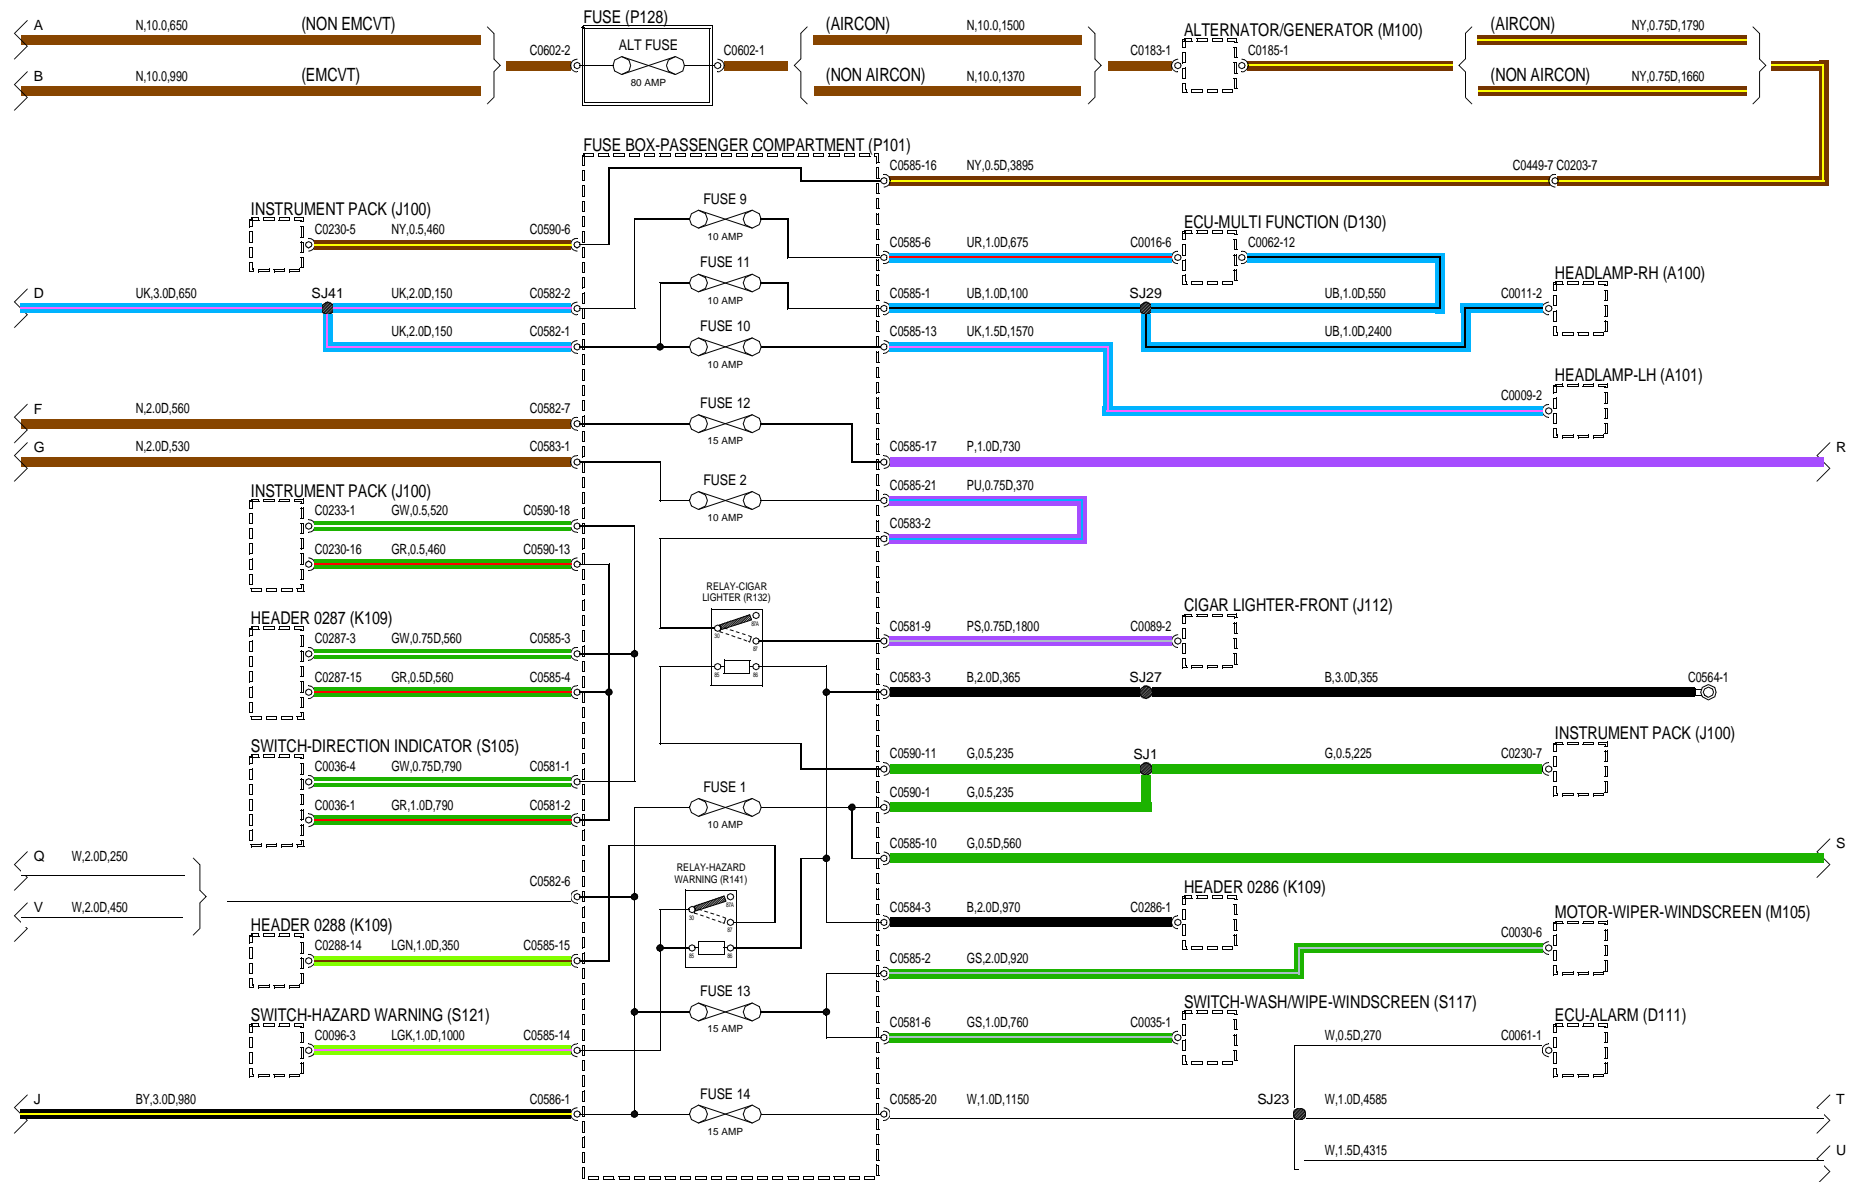 A N,10.0,650 (NON EMCVT)
B N,10.0,990 (EMCVT)
C0602-2
FUSE (P128)
ALT FUSE
80 AMP
C0602-1
(AIRCON) N,10.0,1500
(NON AIRCON) N,10.0,1370
C0183-1
ALTERNATOR/GENERATOR (M100)
C0185-1
(AIRCON) NY,0.75D,1790
(NON AIRCON) NY,0.75D,1660
FUSE BOX-PASSENGER COMPARTMENT (P101)
C0585-16 NY,0.5D,3895 C0449-7 C0203-7
INSTRUMENT PACK (J100)
C0230-5 NY,0.5,460 C0590-6
FUSE 9
10 AMP
C0585-6 UR,1.0D,675 C0016-6
ECU-MULTI FUNCTION (D130)
C0062-12
D UK,3.0D,650 SJ41 UK,2.0D,150 C0582-2
FUSE 11
10 AMP
C0585-1 UB,1.0D,100 SJ29 UB,1.0D,550
HEADLAMP-RH (A100)
C0011-2
UK,2.0D,150 C0582-1
FUSE 10
10 AMP
C0585-13 UK,1.5D,1570 UB,1.0D,2400
HEADLAMP-LH (A101)
C0009-2
F N,2.0D,560 C0582-7
FUSE 12
15 AMP
G N,2.0D,530 C0583-1
C0585-17 P,1.0D,730 R
FUSE 2
10 AMP
C0585-21 PU,0.75D,370
C0583-2
INSTRUMENT PACK (J100)
C0233-1 GW,0.5,520 C0590-18
C0230-16 GR,0.5,460 C0590-13
RELAY-CIGAR
LIGHTER (R132)
87A
30
87
85 86
HEADER 0287 (K109)
C0287-3 GW,0.75D,560 C0585-3
C0287-15 GR,0.5D,560 C0585-4
CIGAR LIGHTER-FRONT (J112)
C0581-9 PS,0.75D,1800 C0089-2
C0583-3 B,2.0D,365 SJ27 B,3.0D,355 C0564-1
SWITCH-DIRECTION INDICATOR (S105)
C0036-4 GW,0.75D,790 C0581-1
C0036-1 GR,1.0D,790 C0581-2
INSTRUMENT PACK (J100)
C0590-11 G,0.5,235 SJ1 G,0.5,225 C0230-7
FUSE 1
10 AMP
C0590-1 G,0.5,235
C0585-10 G,0.5D,560 S
Q W,2.0D,250
V W,2.0D,450
C0582-6
RELAY-HAZARD
WARNING (R141)
87A
30
87
85 86
HEADER 0286 (K109)
C0584-3 B,2.0D,970 C0286-1
HEADER 0288 (K109)
C0288-14 LGN,1.0D,350 C0585-15
MOTOR-WIPER-WINDSCREEN (M105)
C0030-6
C0585-2 GS,2.0D,920
FUSE 13
15 AMP
SWITCH-WASH/WIPE-WINDSCREEN (S117)
C0581-6 GS,1.0D,760 C0035-1
SWITCH-HAZARD WARNING (S121)
C0096-3 LGK,1.0D,1000 C0585-14
ECU-ALARM (D111)
W,0.5D,270 C0061-1
J BY,3.0D,980 C0586-1
FUSE 14
15 AMP
C0585-20 W,1.0D,1150 SJ23 W,1.0D,4585 T
W,1.5D,4315 U